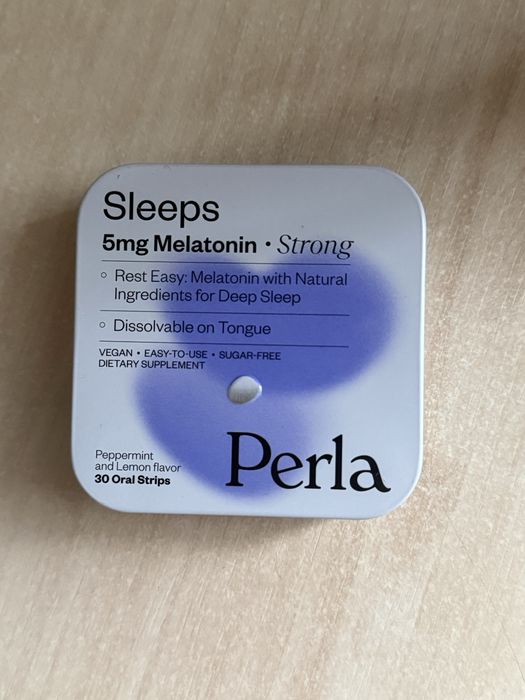 Sleeps
5mg Melatonin • Strong
Rest Easy: Melatonin with Natural
Ingredients for Deep Sleep
Dissolvable on Tongue
VEGAN • EASY-TO-USE • SUGAR-FREE
DIETARY SUPPLEMENT
Peppermint
and Lemon flavor
30 Oral Strips
Perla